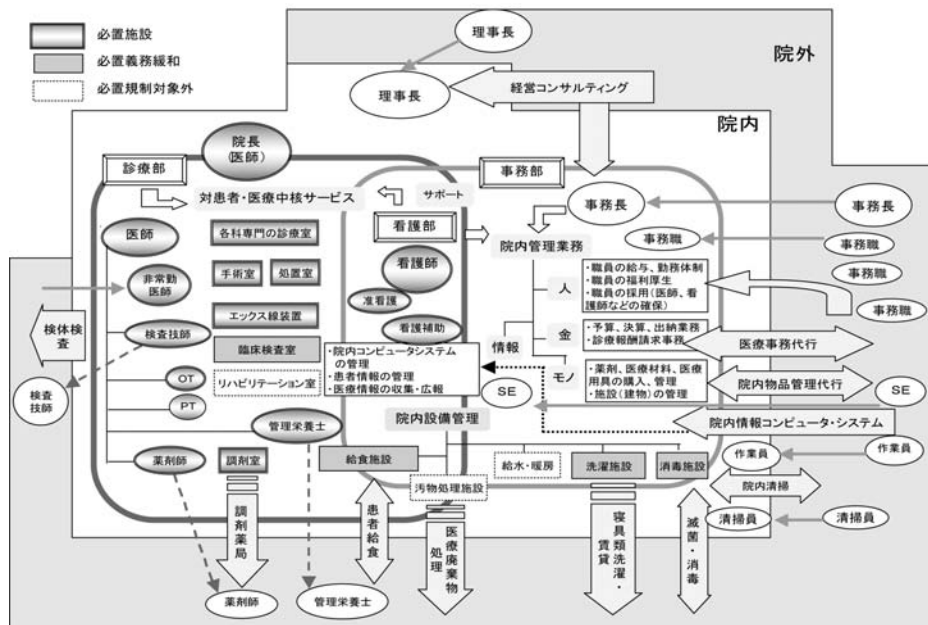 必置施設
必置義務緩和
必置規制対象外
理事長
院外
理事長
経営コンサルティング
院内
院長
(医師)
診療部
事務部
対患者・医療中核サービス
サポート
看護部
事務長
事務長
医師
各科専門の診療室
院内管理業務
事務職
事務職
看護師
手術室
処置室
非常勤
医師
人
・職員の給与、勤務体制
・職員の福利厚生
・職員の採用(医師、看
護師などの確保)
事務職
准看護
事務職
エックス線装置
検体検
査
検査技師
看護補助
情報
金
・予算、決算、出納業務
・診療報酬請求事務
医療事務代行
臨床検査室
・院内コンピュータシステム
の管理
・患者情報の管理
・医療情報の収集・広報
モノ
・薬剤、医療材料、医療
用具の購入、管理
・施設(建物)の管理
院内物品管理代行
OT
リハビリテーション室
SE
SE
検査
技師
PT
院内設備管理
院内情報コンピュータ・システム
管理栄養士
薬剤師
調剤室
給食施設
給水・暖房
洗濯施設
消毒施設
作業員
作業員
汚物処理施設
院内清掃
清掃員
清掃員
調剤薬局
患者給食
医療廃棄物
処理
寝具類洗濯・
賃貸
滅菌・消毒
薬剤師
管理栄養士